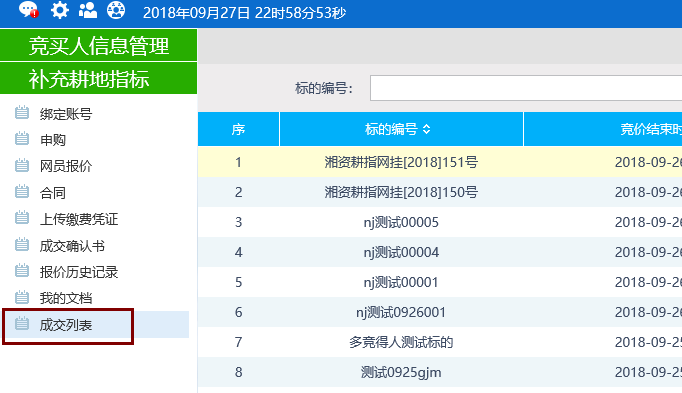 2018年09月27日 22时58分53秒
竞买人信息管理
补充耕地指标
绑定账号
申购
网员报价
合同
上传缴费凭证
成交确认书
报价历史记录
我的文档
成交列表
标的编号：
序 标的编号 竞价结束时
1 湘资耕指网挂[2018]151号 2018-09-26
2 湘资耕指网挂[2018]150号 2018-09-26
3 nj测试00005 2018-09-26
4 nj测试00004 2018-09-26
5 nj测试00001 2018-09-26
6 nj测试0926001 2018-09-26
7 多竞得人测试标的 2018-09-25
8 测试0925gjm 2018-09-25